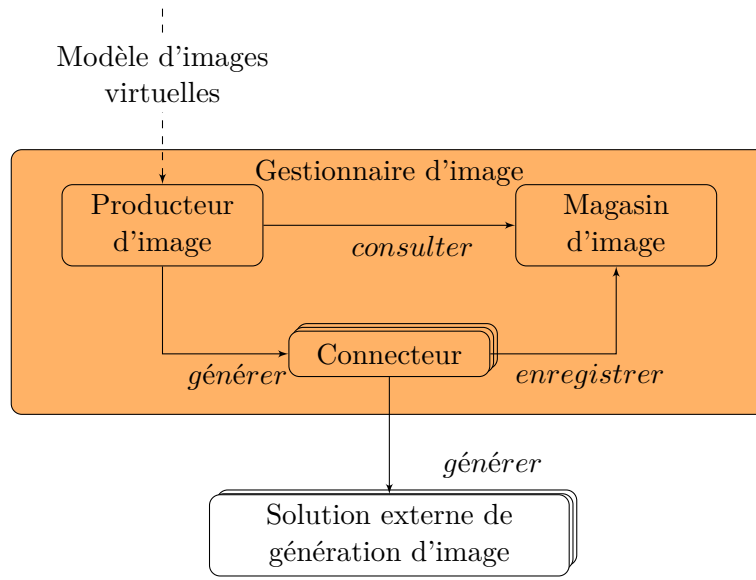 Modèle d'images
virtuelles
Gestionnaire d'image
Producteur
d'image
Magasin
d'image
consulter
Connecteur
générer
enregistrer
générer
Solution externe de
génération d'image